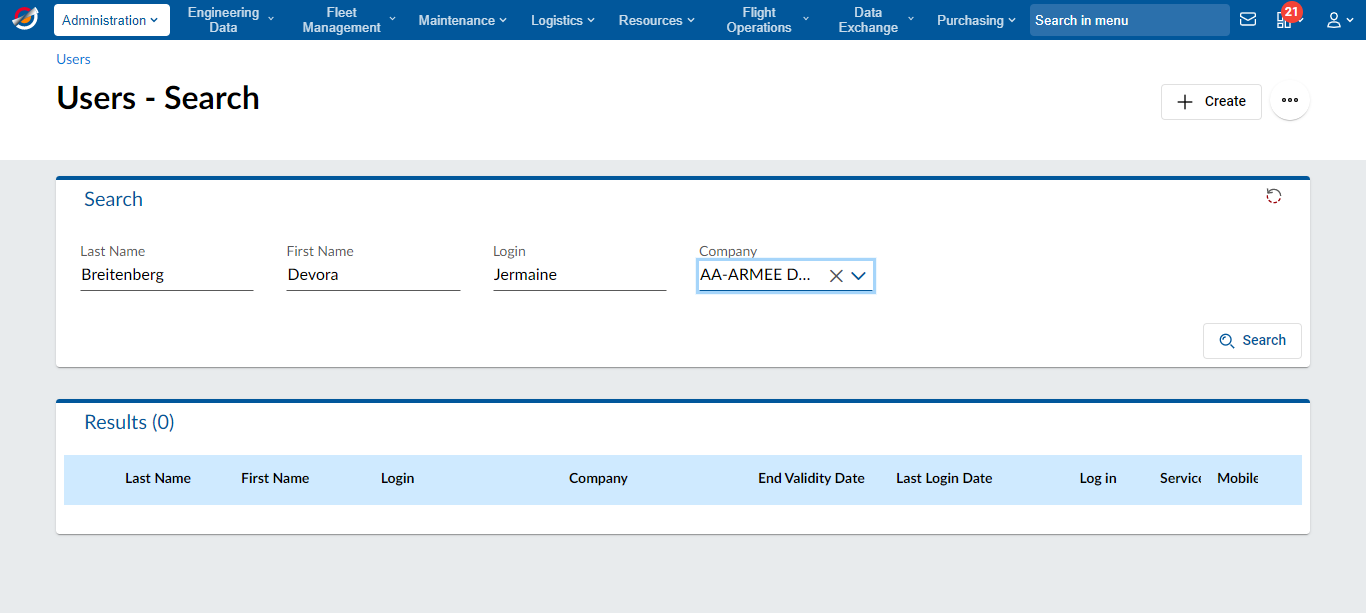 Administration
Engineering
Data
Fleet
Management
Maintenance
Logistics
Resources
Flight
Operations
Data
Exchange
Purchasing
Search in menu
21
Users
Users - Search
Create
Search
Last Name
First Name
Login
Company
Breitenberg
Devora
Jermaine
AA-ARMEE D...
Search
Results (0)
Last Name
First Name
Login
Company
End Validity Date
Last Login Date
Log in
Service
Mobile